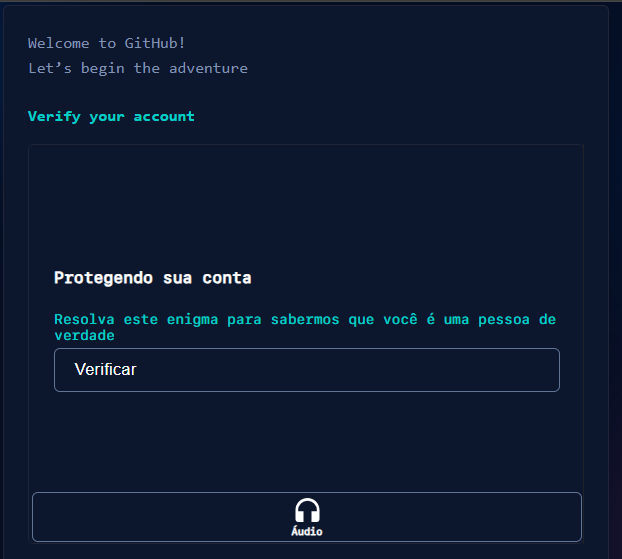 Welcome to GitHub!
Let’s begin the adventure
Verify your account
Protegendo sua conta
Resolva este enigma para sabermos que você é uma pessoa de
verdade
Verificar
Áudio